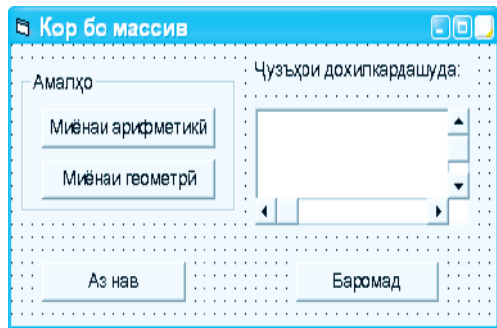 Кор бо массив
Амалҳо
Миёнаи арифметикӣ
Миёнаи геометрӣ
Ҷузъҳои дохилкардашуда:
Аз нав
Баромад